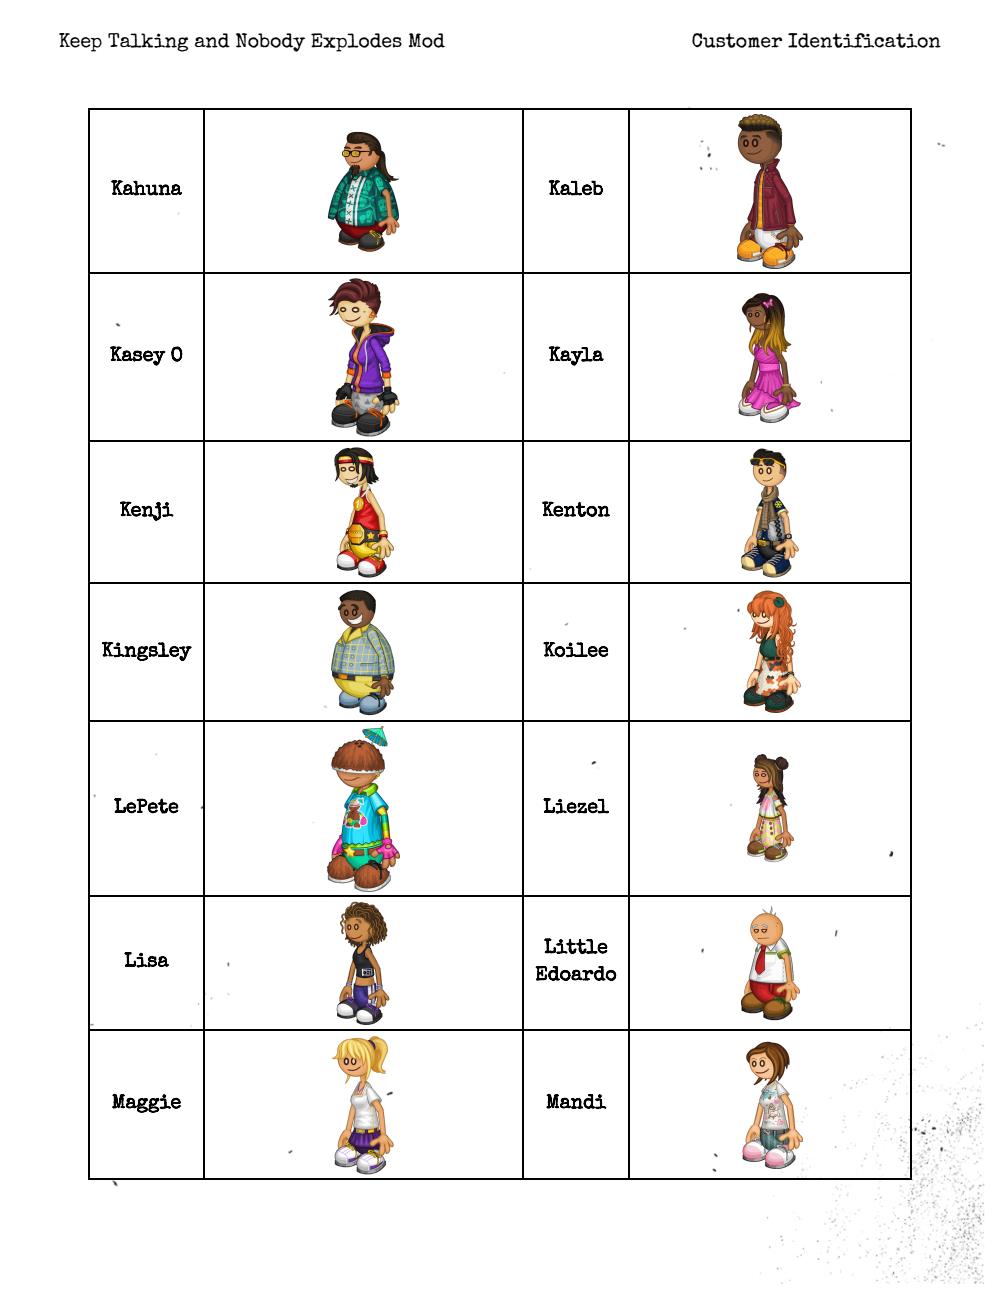 Keep Talking and Nobody Explodes Mod
Customer Identification
Kahuna
Kaleb
Kasey O
Kayla
Kenji
Kenton
Kingsley
Koilee
LePete
Liezel
Lisa
Little
Edoardo
Maggie
Mandi